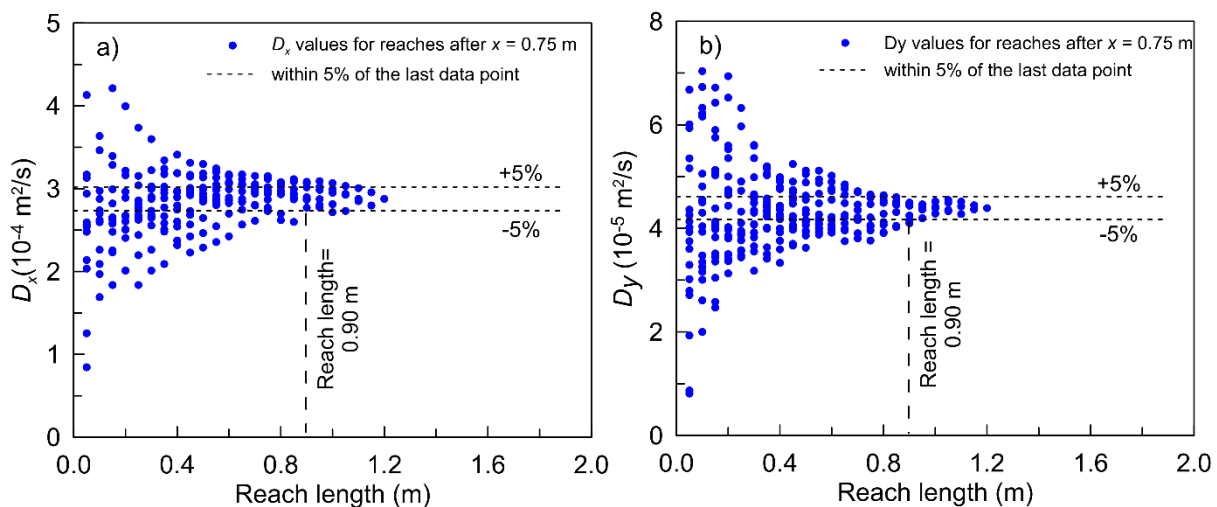 a)
Dₓ values for reaches after x = 0.75 m
within 5% of the last data point
+5%
-5%
Reach length=
0.90 m
Dₓ(10⁻⁴ m²/s)
5
4
3
2
1
0
0.0 0.4 0.8 1.2 1.6 2.0
Reach length (m)
b)
Dy values for reaches after x = 0.75 m
within 5% of the last data point
+5%
-5%
Reach length =
0.90 m
Dy (10⁻⁵ m²/s)
8
6
4
2
0
0.0 0.4 0.8 1.2 1.6 2.0
Reach length (m)